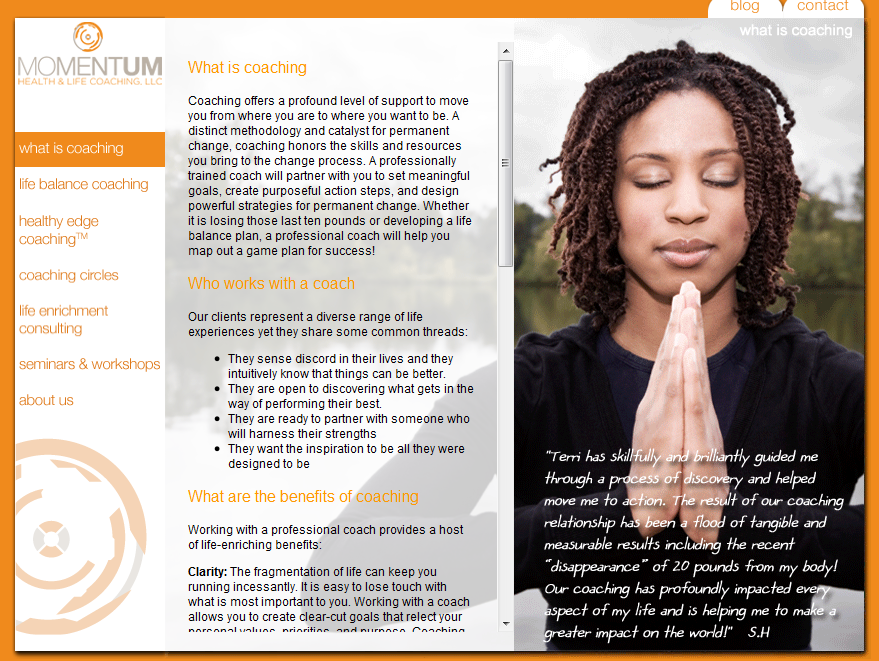 blog
contact
what is coaching
MOMENTUM
HEALTH & LIFE COACHING, LLC
what is coaching
life balance coaching
healthy edge
coaching™
coaching circles
life enrichment
consulting
seminars & workshops
about us
What is coaching
Coaching offers a profound level of support to move
you from where you are to where you want to be. A
distinct methodology and catalyst for permanent
change, coaching honors the skills and resources
you bring to the change process. A professionally
trained coach will partner with you to set meaningful
goals, create purposeful action steps, and design
powerful strategies for permanent change. Whether
it is losing those last ten pounds or developing a life
balance plan, a professional coach will help you
map out a game plan for success!
Who works with a coach
Our clients represent a diverse range of life
experiences yet they share some common threads:
• They sense discord in their lives and they
intuitively know that things can be better.
• They are open to discovering what gets in the
way of performing their best.
• They are ready to partner with someone who
will harness their strengths
• They want the inspiration to be all they were
designed to be
What are the benefits of coaching
Working with a professional coach provides a host
of life-enriching benefits:
Clarity: The fragmentation of life can keep you
running incessantly. It is easy to lose touch with
what is most important to you. Working with a coach
allows you to create clear-cut goals that relect your
personal values, priorities, and purpose. Coaching
"Terri has skillfully and brilliantly guided me
through a process of discovery and helped
move me to action. The result of our coaching
relationship has been a flood of tangible and
measurable results including the recent
"disappearance" of 20 pounds from my body!
Our coaching has profoundly impacted every
aspect of my life and is helping me to make a
greater impact on the world!" S.H